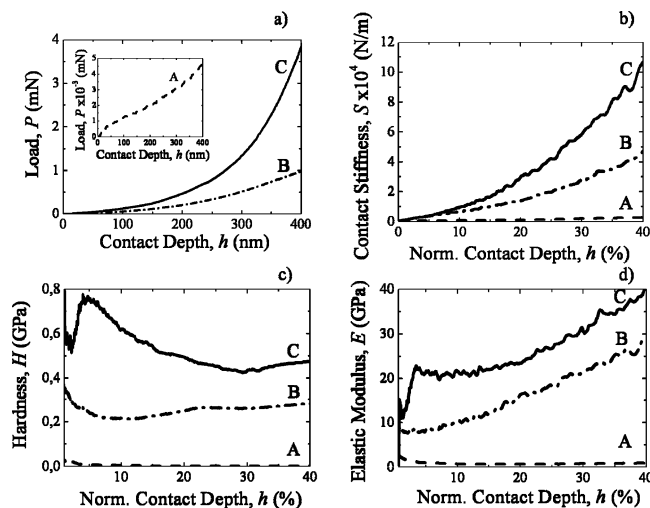 a)
4
3
2
1
0
Load, P (mN)
0
100
200
300
400
Contact Depth, h (nm)
C
B
5
4
3
2
1
0
Load, P x10⁻³ (mN)
0
100
200
300
400
Contact Depth, h (nm)
A
b)
12
10
8
6
4
2
0
Contact Stiffness, S x10⁴ (N/m)
0
10
20
30
40
Norm. Contact Depth, h (%)
C
B
A
c)
0,8
0,6
0,4
0,2
0,0
Hardness, H (GPa)
10
20
30
40
Norm. Contact Depth, h (%)
C
B
A
d)
40
30
20
10
0
Elastic Modulus, E (GPa)
10
20
30
40
Norm. Contact Depth, h (%)
C
B
A